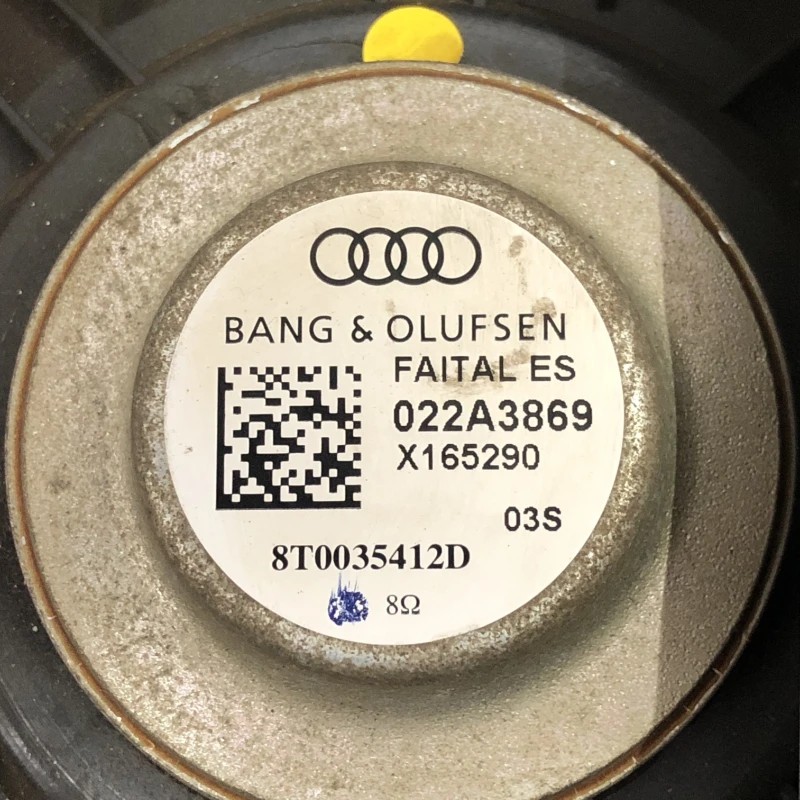 BANG & OLUFSEN
FAITAL ES
022A3869
X165290
03S
8T0035412D
8Ω